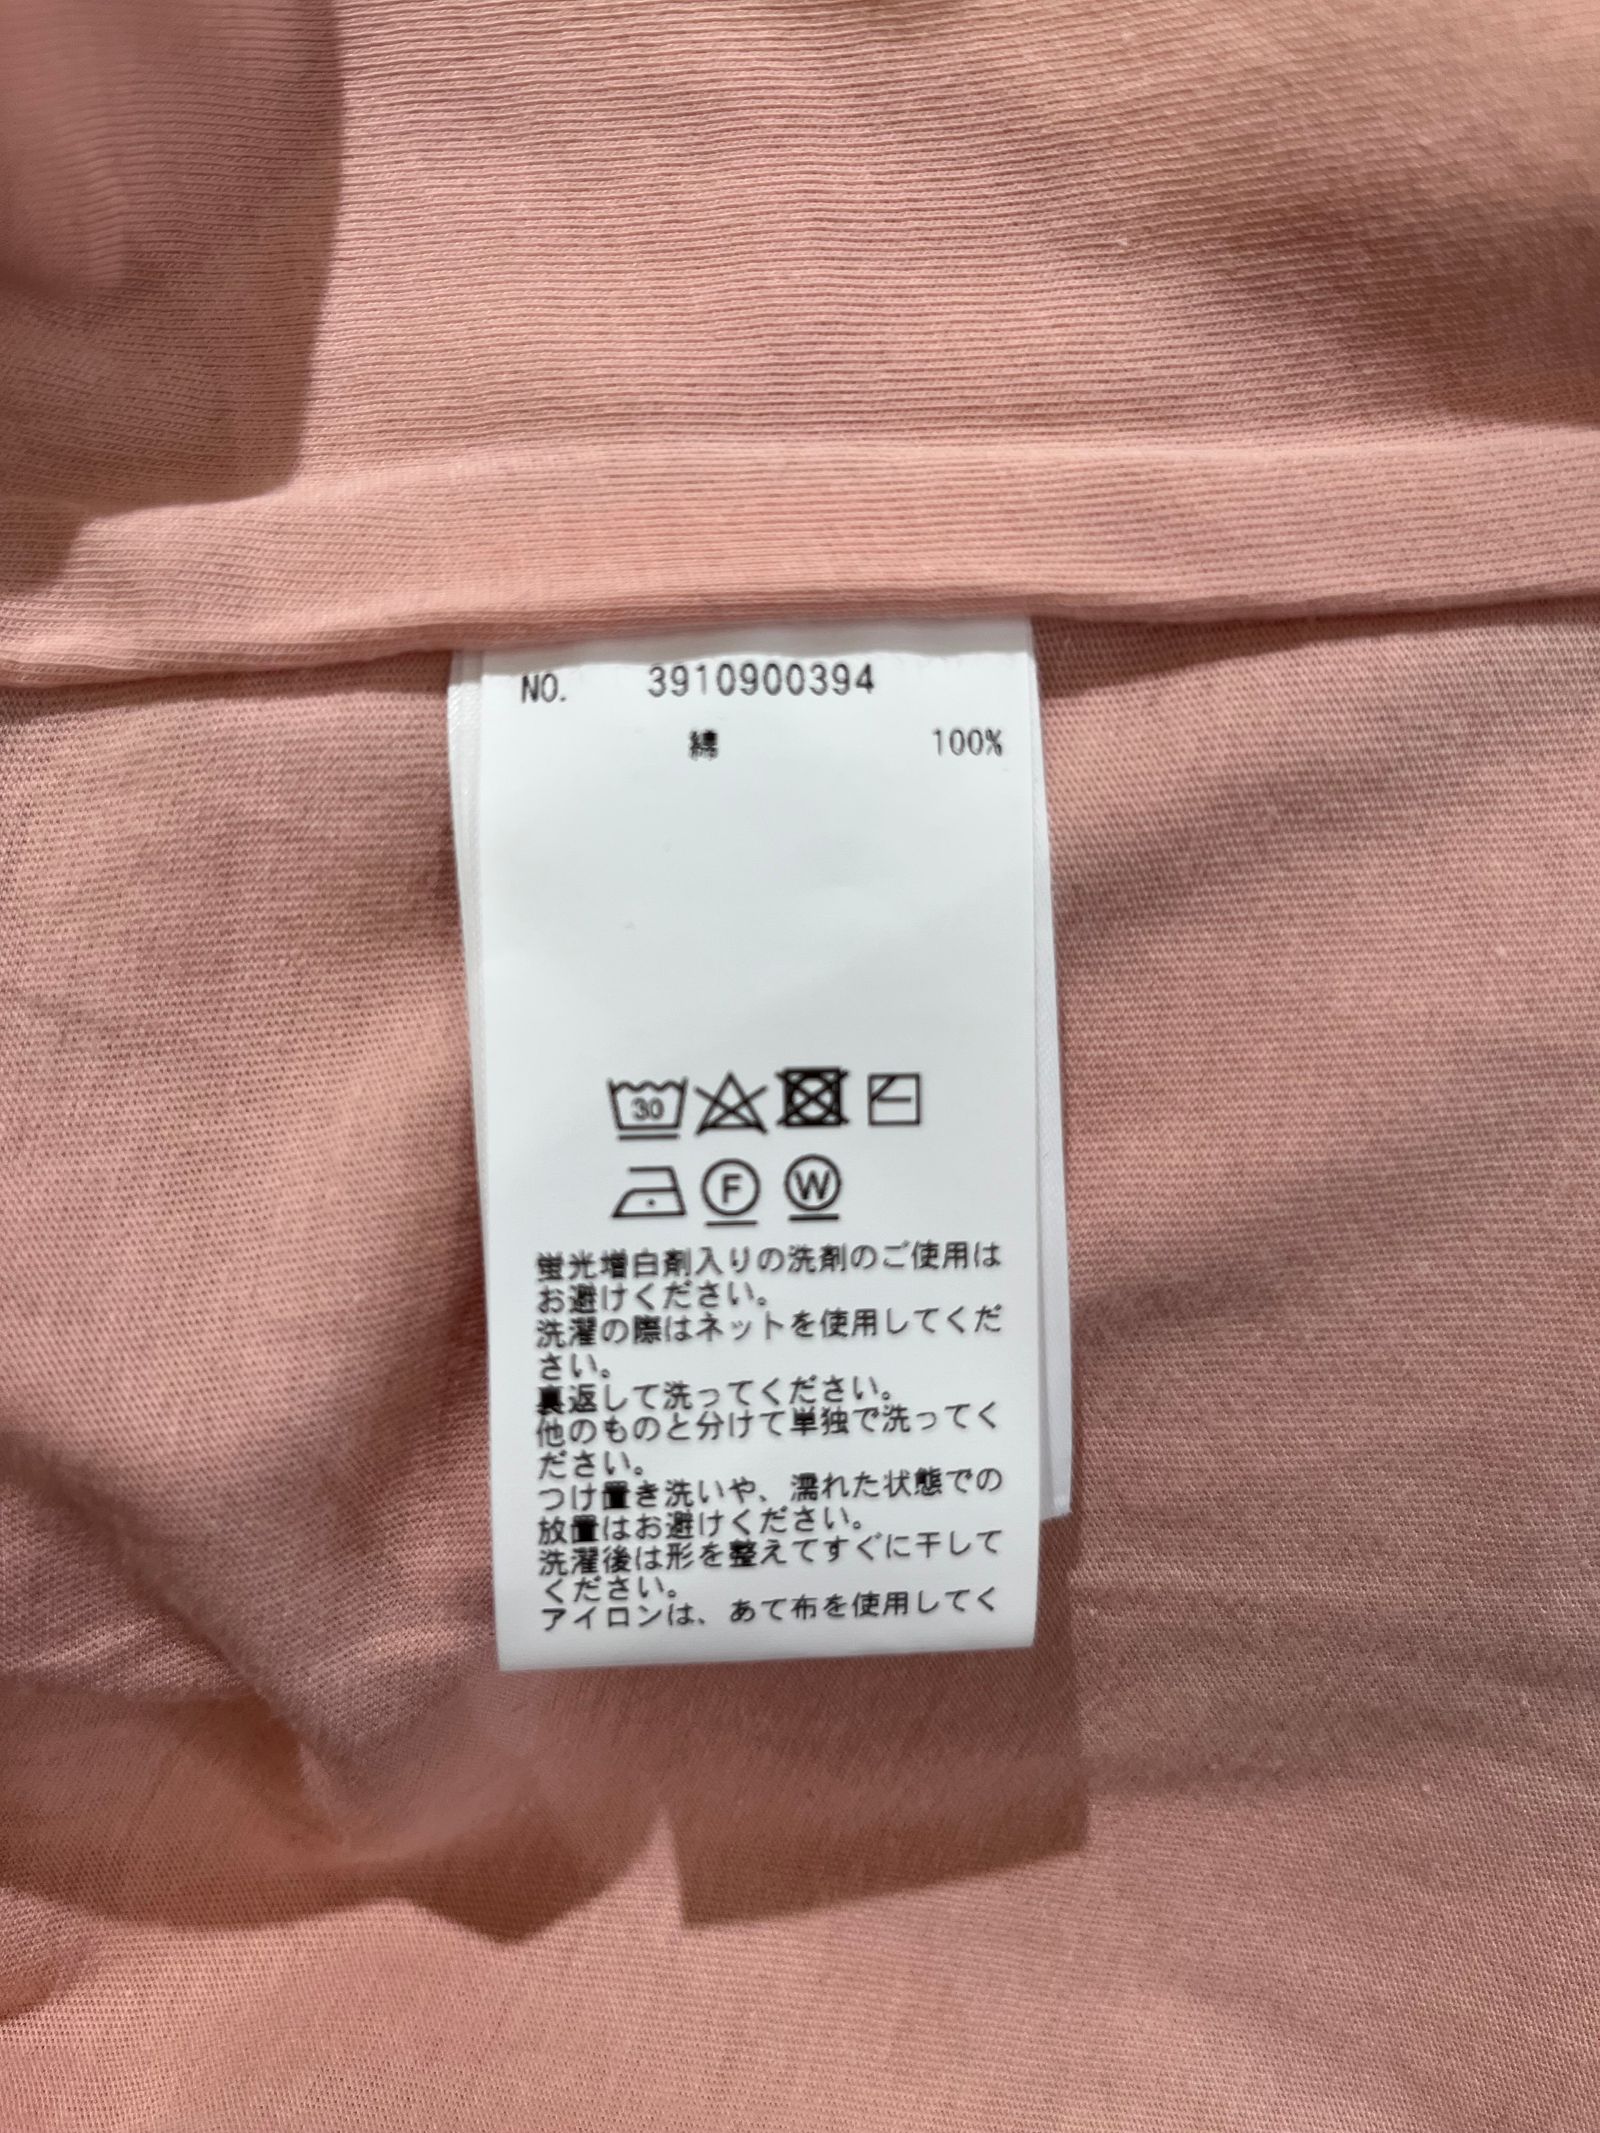 NO. 3910900394
綿 100%
30
F W
蛍光増白剤入りの洗剤のご使用は
お避けください。
洗濯の際はネットを使用してくだ
さい。
裏返して洗ってください。
他のものと分けて単独で洗ってく
ださい。
つけ置き洗いや、濡れた状態での
放置はお避けください。
洗濯後は形を整えてすぐに干して
ください。
アイロンは、あて布を使用してく